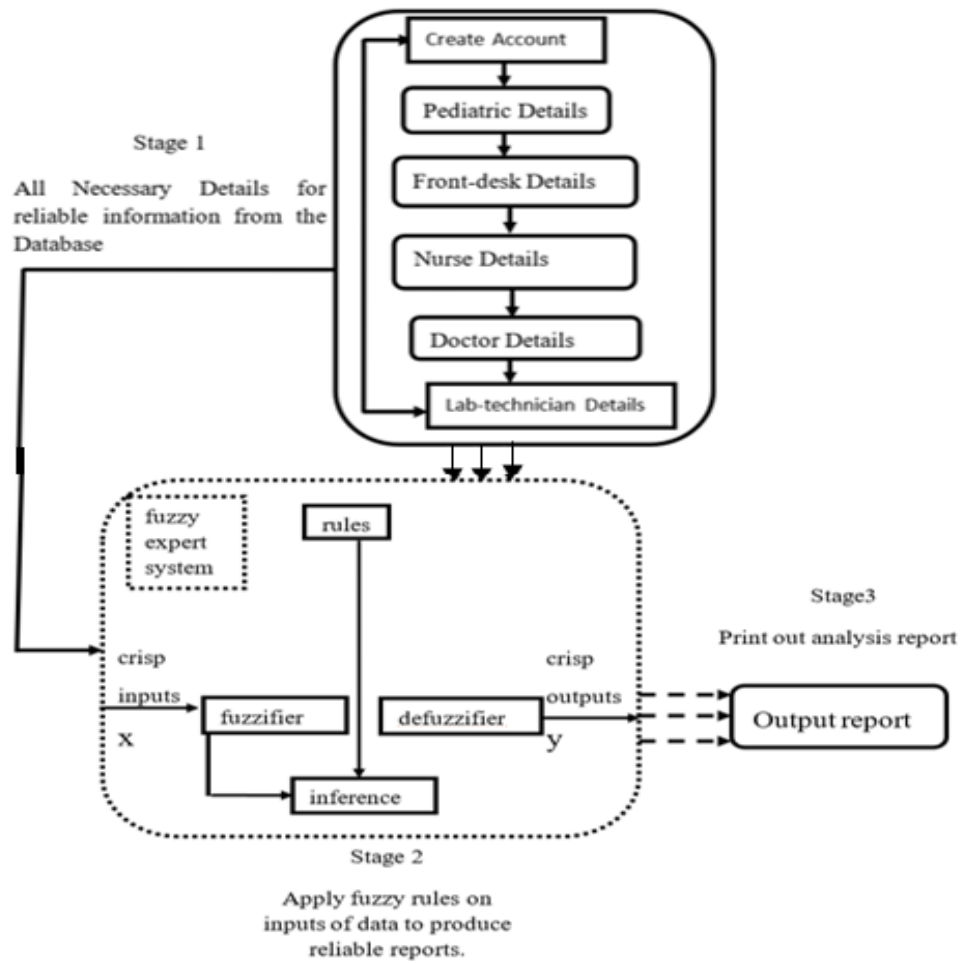 Create Account
Pediatric Details
Stage 1
Front-desk Details
All Necessary Details for
reliable information from the
Database
Nurse Details
Doctor Details
Lab-technician Details
fuzzy
expert
system
rules
crisp
inputs
x
fuzzifier
defuzzifier
crisp
outputs
y
inference
Stage3
Print out analysis report
Output report
Stage 2
Apply fuzzy rules on
inputs of data to produce
reliable reports.